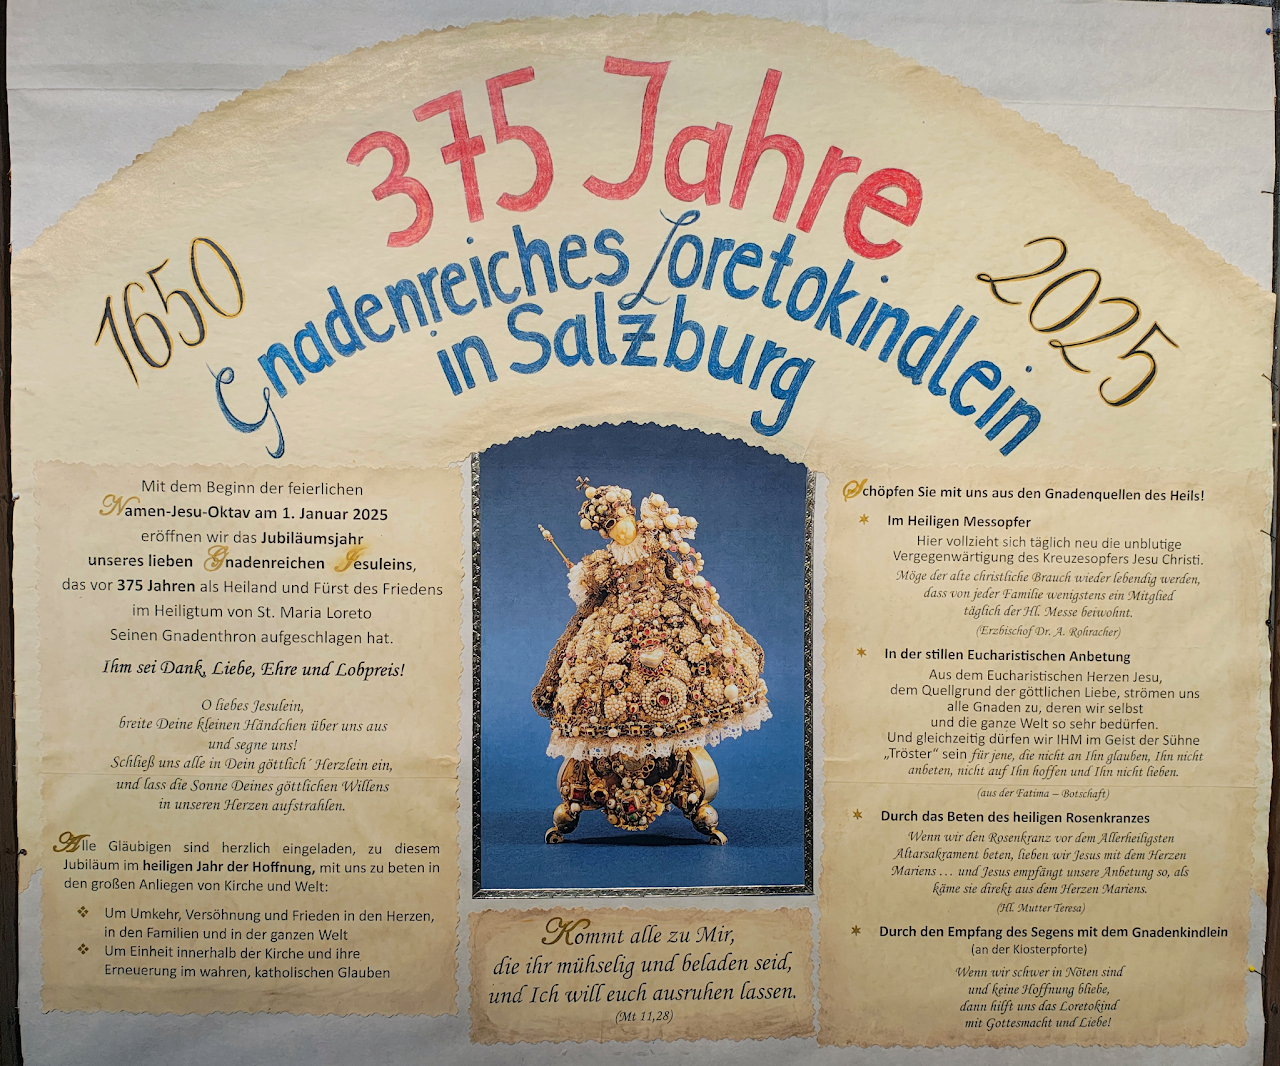 375 Jahre
1650
2025
Gnadenreiches Loretokindlein
in Salzburg
Mit dem Beginn der feierlichen
Namen-Jesu-Oktav am 1. Januar 2025
eröffnen wir das Jubiläumsjahr
unseres lieben Gnadenreichen Jesuleins,
das vor 375 Jahren als Heiland und Fürst des Friedens
im Heiligtum von St. Maria Loreto
Seinen Gnadenthron aufgeschlagen hat.
Ihm sei Dank, Liebe, Ehre und Lobpreis!
O liebes Jesulein,
breite Deine kleinen Händchen über uns aus
und segne uns!
Schließ uns alle in Dein göttlich´ Herzlein ein,
und lass die Sonne Deines göttlichen Willens
in unseren Herzen aufstrahlen.
Alle Gläubigen sind herzlich eingeladen, zu diesem
Jubiläum im heiligen Jahr der Hoffnung, mit uns zu beten in
den großen Anliegen von Kirche und Welt:
❖ Um Umkehr, Versöhnung und Frieden in den Herzen,
in den Familien und in der ganzen Welt
❖ Um Einheit innerhalb der Kirche und ihre
Erneuerung im wahren, katholischen Glauben
Kommt alle zu Mir,
die ihr mühselig und beladen seid,
und Ich will euch ausruhen lassen.
(Mt 11,28)
Schöpfen Sie mit uns aus den Gnadenquellen des Heils!
✶ Im Heiligen Messopfer
Hier vollzieht sich täglich neu die unblutige
Vergegenwärtigung des Kreuzesopfers Jesu Christi.
Möge der alte christliche Brauch wieder lebendig werden,
dass von jeder Familie wenigstens ein Mitglied
täglich der Hl. Messe beiwohnt.
(Erzbischof Dr. A. Rohracher)
✶ In der stillen Eucharistischen Anbetung
Aus dem Eucharistischen Herzen Jesu,
dem Quellgrund der göttlichen Liebe, strömen uns
alle Gnaden zu, deren wir selbst
und die ganze Welt so sehr bedürfen.
Und gleichzeitig dürfen wir IHM im Geist der Sühne
„Tröster“ sein für jene, die nicht an Ihn glauben, Ihn nicht
anbeten, nicht auf Ihn hoffen und Ihn nicht lieben.
(aus der Fatima – Botschaft)
✶ Durch das Beten des heiligen Rosenkranzes
Wenn wir den Rosenkranz vor dem Allerheiligsten
Altarsakrament beten, lieben wir Jesus mit dem Herzen
Mariens … und Jesus empfängt unsere Anbetung so, als
käme sie direkt aus dem Herzen Mariens.
(Hl. Mutter Teresa)
✶ Durch den Empfang des Segens mit dem Gnadenkindlein
(an der Klosterpforte)
Wenn wir schwer in Nöten sind
und keine Hoffnung bliebe,
dann hilft uns das Loretokind
mit Gottesmacht und Liebe!